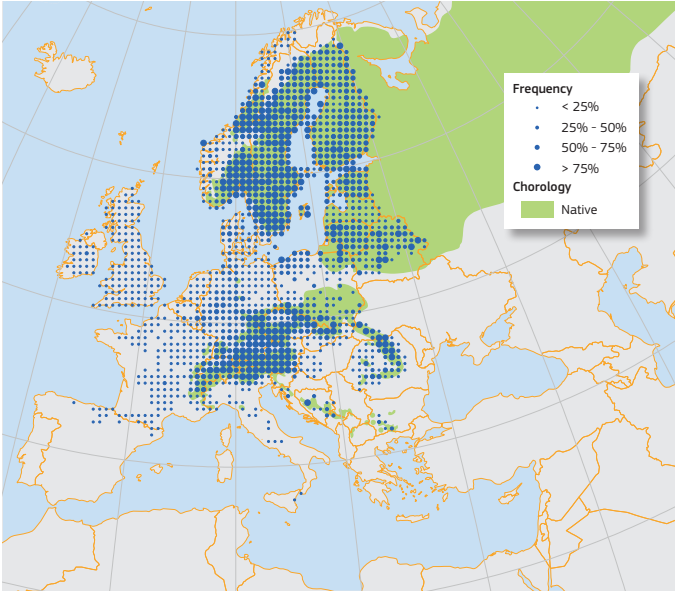 Frequency
< 25%
25% - 50%
50% - 75%
> 75%
Chorology
Native